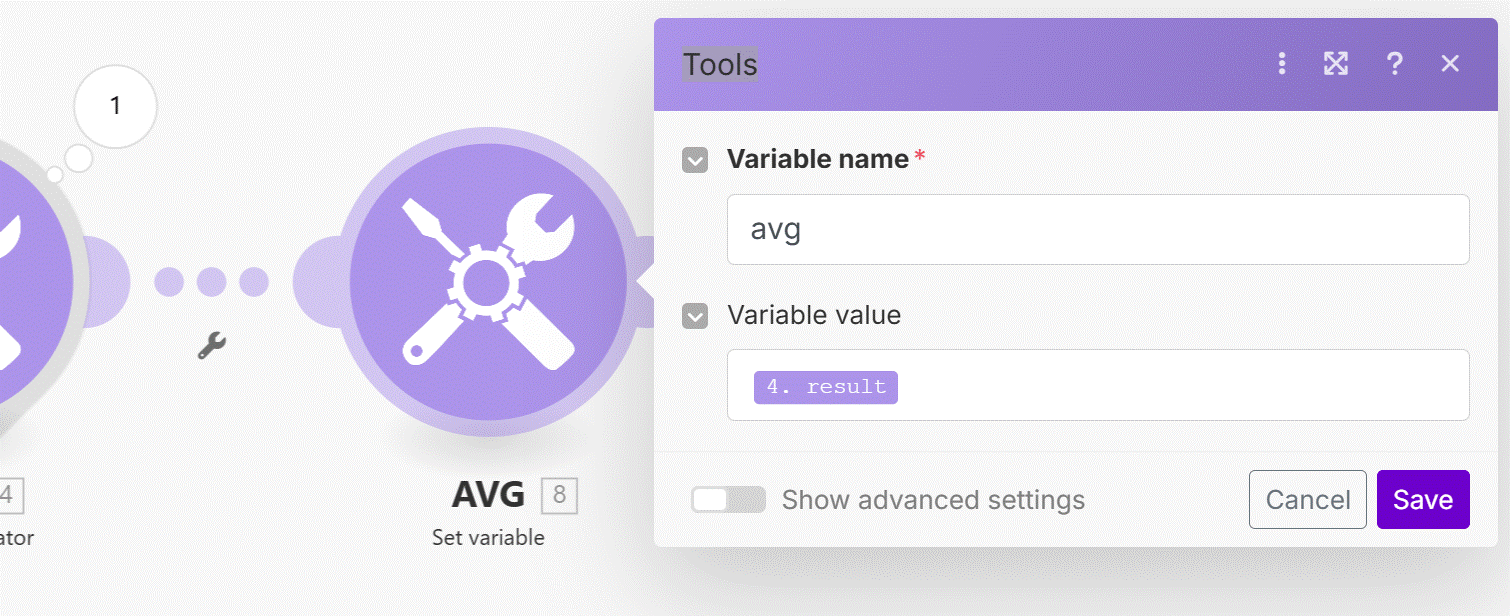 1
Tools
?
Variable name*
avg
Variable value
4. result
4
AVG 8
ator
Set variable
Show advanced settings
Cancel
Save